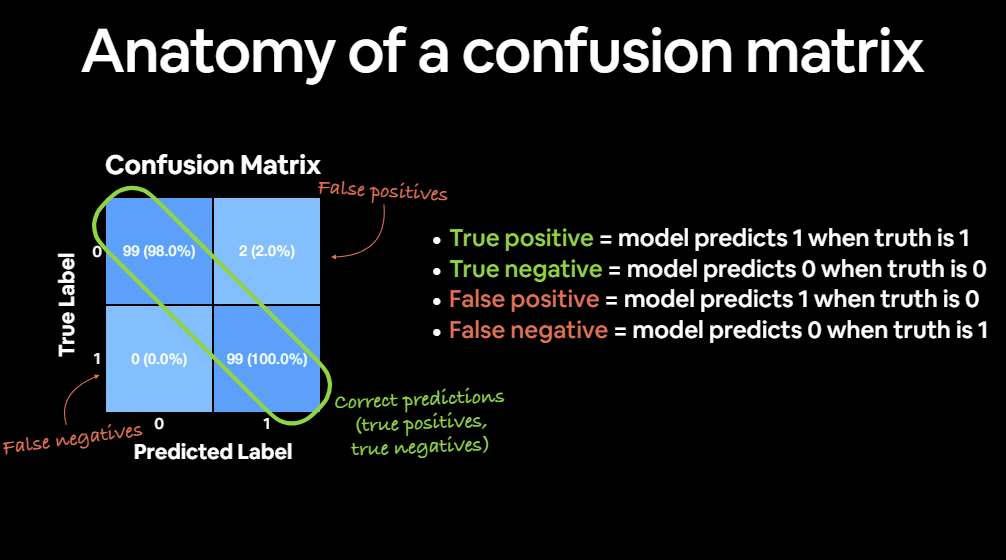 Anatomy of a confusion matrix
Confusion Matrix
False positives
True Label
0
99 (98.0%)
2 (2.0%)
1
0 (0.0%)
99 (100.0%)
0
1
Predicted Label
False negatives
Correct predictions
(true positives,
true negatives)
• True positive = model predicts 1 when truth is 1
• True negative = model predicts 0 when truth is 0
• False positive = model predicts 1 when truth is 0
• False negative = model predicts 0 when truth is 1